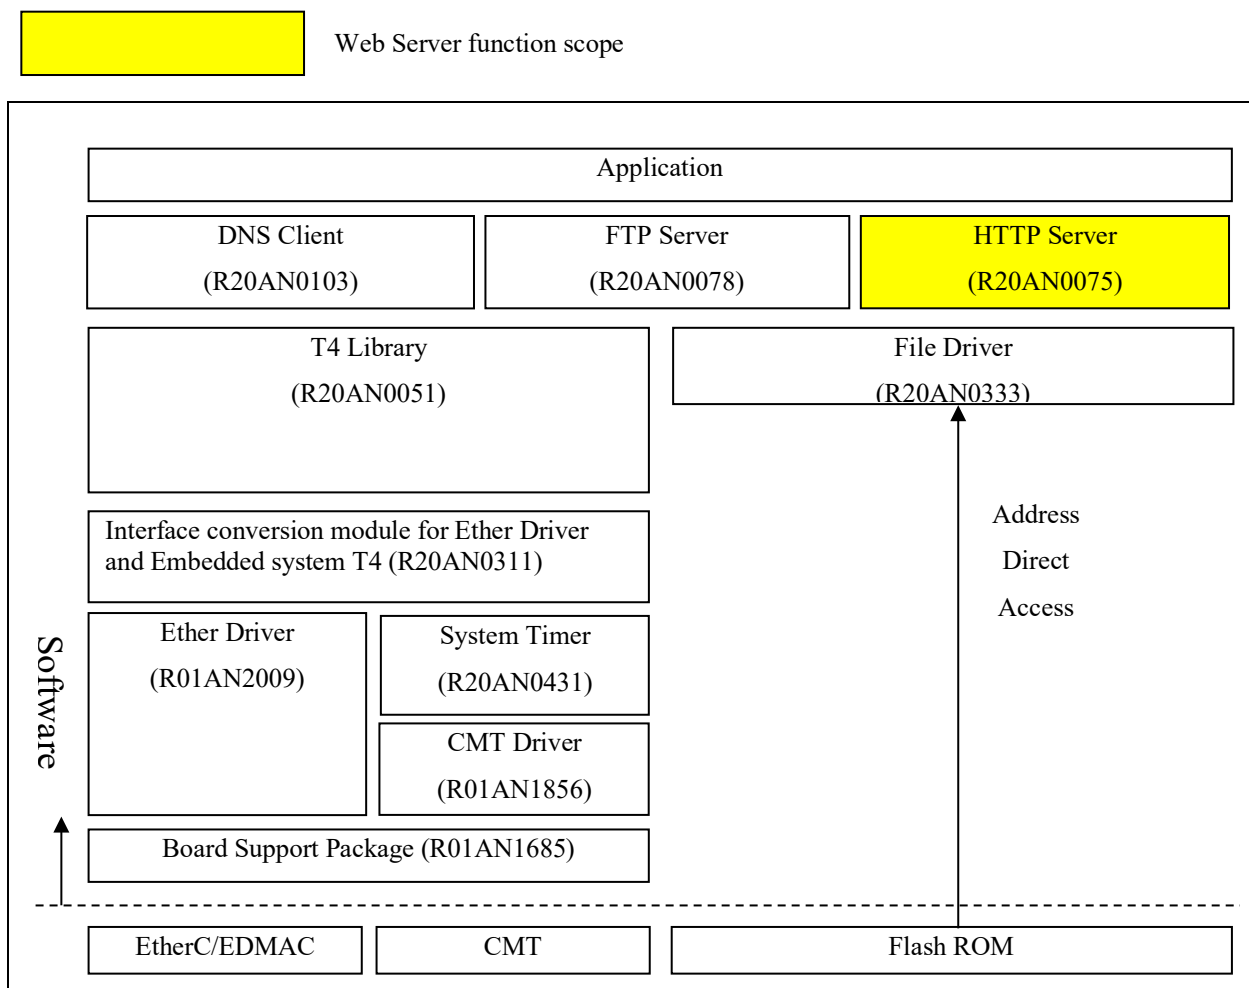 Web Server function scope
Application
DNS Client
(R20AN0103)
FTP Server
(R20AN0078)
HTTP Server
(R20AN0075)
T4 Library
(R20AN0051)
File Driver
(R20AN0333)
Interface conversion module for Ether Driver
and Embedded system T4 (R20AN0311)
Address
Direct
Access
Ether Driver
(R01AN2009)
System Timer
(R20AN0431)
CMT Driver
(R01AN1856)
Software
Board Support Package (R01AN1685)
EtherC/EDMAC
CMT
Flash ROM